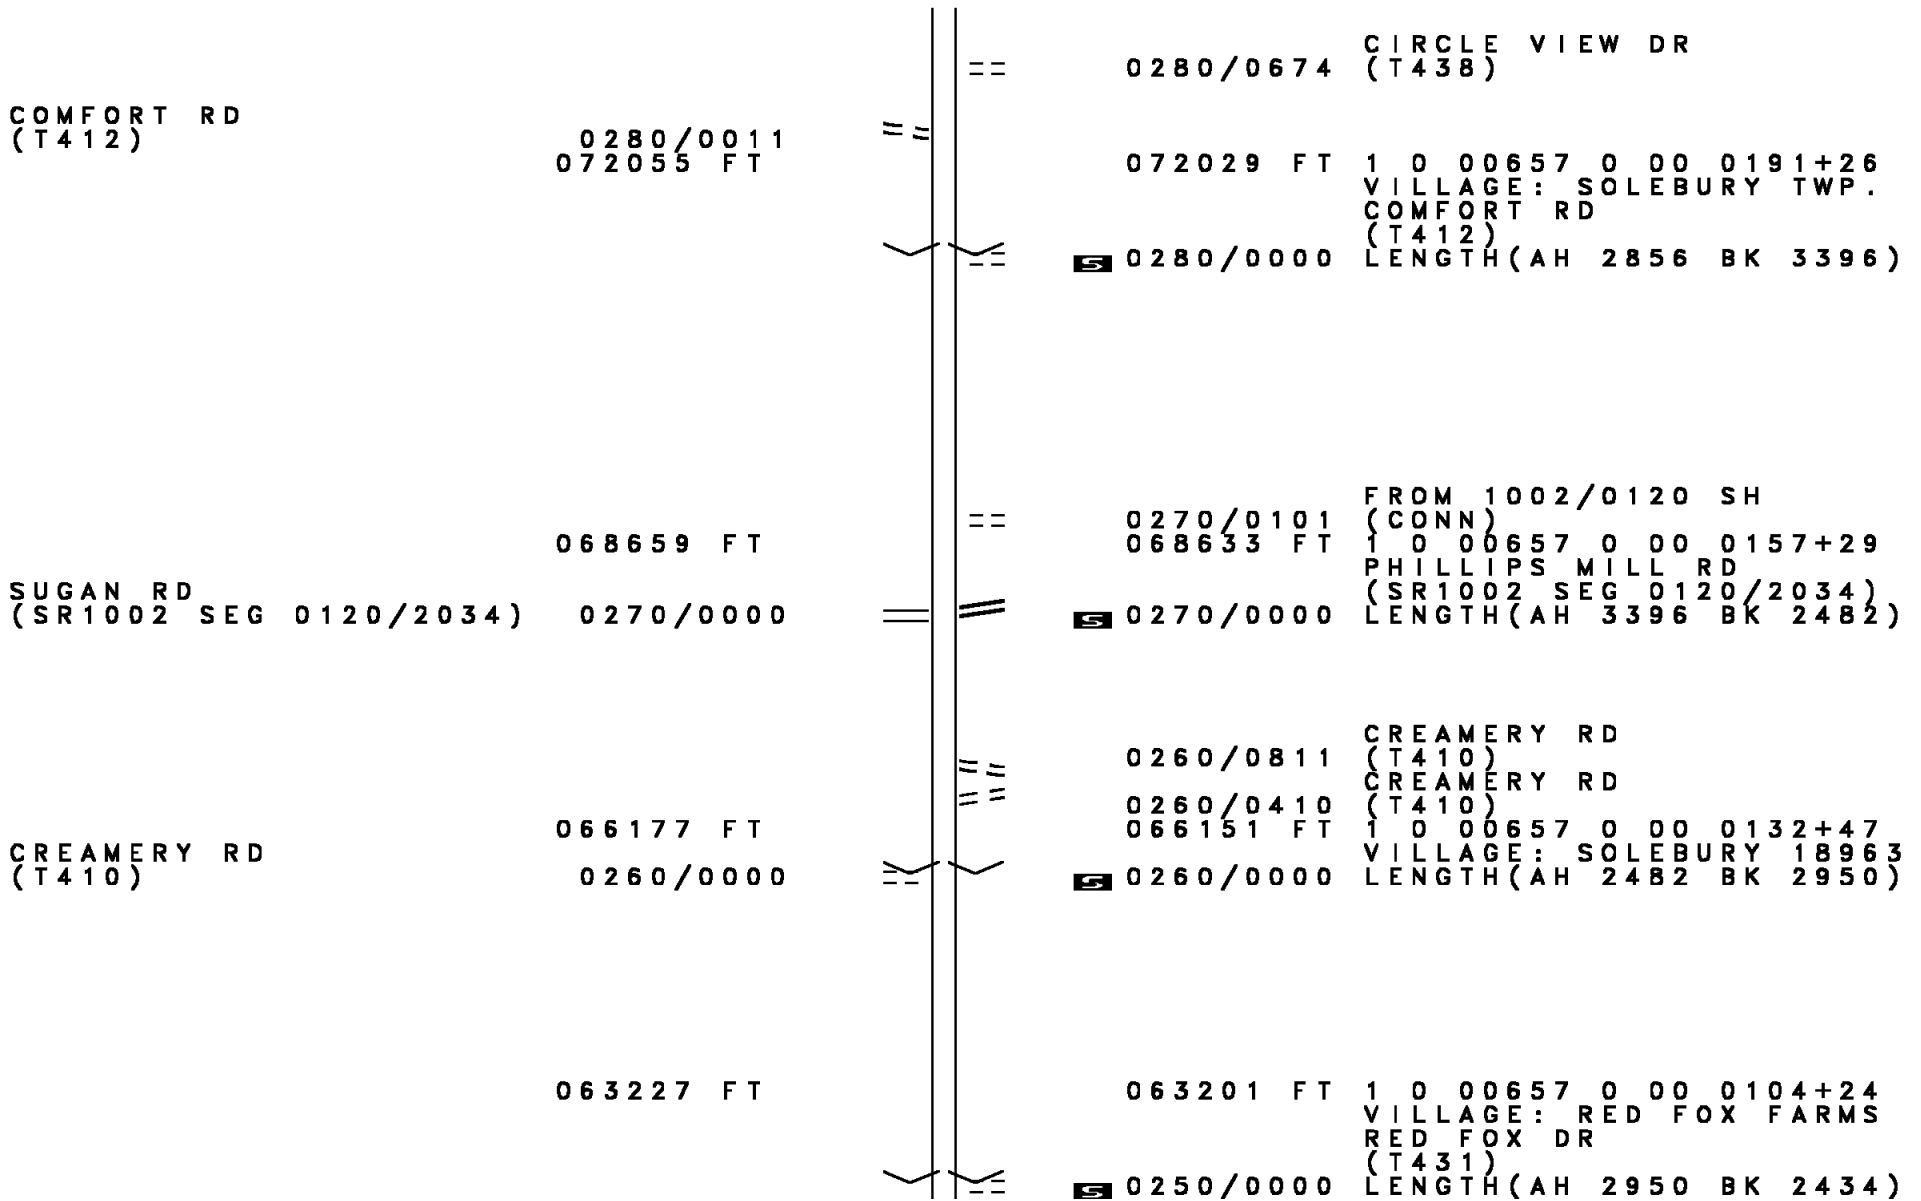 CIRCLE VIEW DR
0280/0674 (T438)
COMFORT RD
(T412) 0280/0011
072055 FT 072029 FT 1 0 00657 0 00 0191+26
VILLAGE: SOLEBURY TWP.
COMFORT RD
(T412)
S 0280/0000 LENGTH(AH 2856 BK 3396)
FROM 1002/0120 SH
0270/0101 (CONN)
068659 FT 068633 FT 1 0 00657 0 00 0157+29
PHILLIPS MILL RD
SUGAN RD (SR1002 SEG 0120/2034)
(SR1002 SEG 0120/2034) 0270/0000 S 0270/0000 LENGTH(AH 3396 BK 2482)
CREAMERY RD
0260/0811 (T410)
CREAMERY RD
0260/0410 (T410)
066177 FT 066151 FT 1 0 00657 0 00 0132+47
CREAMERY RD VILLAGE: SOLEBURY 18963
(T410) 0260/0000 S 0260/0000 LENGTH(AH 2482 BK 2950)
063227 FT 063201 FT 1 0 00657 0 00 0104+24
VILLAGE: RED FOX FARMS
RED FOX DR
(T431)
S 0250/0000 LENGTH(AH 2950 BK 2434)